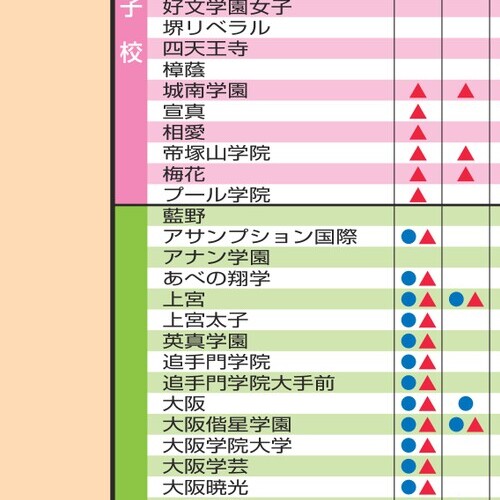 子校
好文学園女子
堺リベラル
四天王寺
樟蔭
城南学園 ▲ ▲
宣真 ▲
相愛 ▲
帝塚山学院 ▲ ▲
梅花 ▲ ▲
プール学院 ▲
藍野
アサンプション国際 ●▲
アナン学園
あべの翔学 ●▲
上宮 ●▲ ●▲
上宮太子 ●▲
英真学園 ●▲
追手門学院 ●▲
追手門学院大手前 ●▲
大阪 ●▲ ●
大阪偕星学園 ●▲ ●▲
大阪学院大学 ●▲
大阪学芸 ●▲
大阪暁光 ●▲